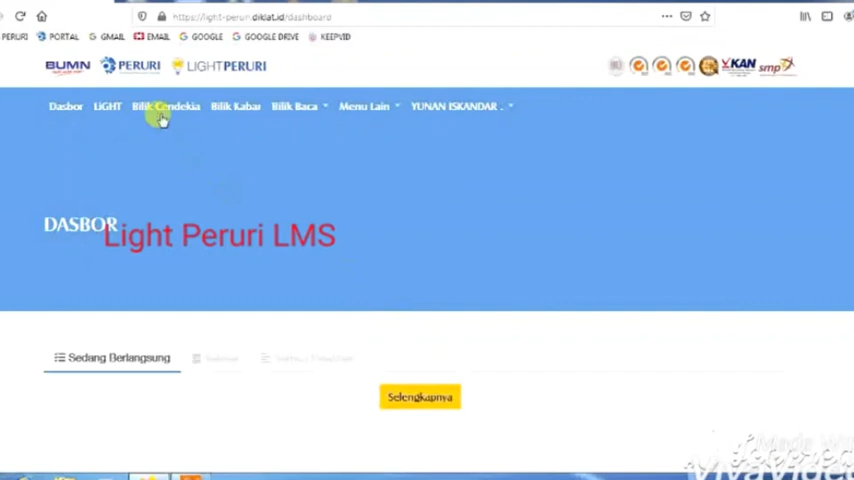 https://light-peruri.diklat.id/dashboard
PERURI PORTAL GMAIL EMAIL GOOGLE GOOGLE DRIVE KEEPVID
BUMN PERURI LIGHTPERURI KAN smp
Dasbor LiGHT Bilik Cendekia Bilik Kabar Bilik Baca Menu Lain YUNAN ISKANDAR .
DASBOR
Light Peruri LMS
Sedang Berlangsung
Selengkapnya
VivaVideo